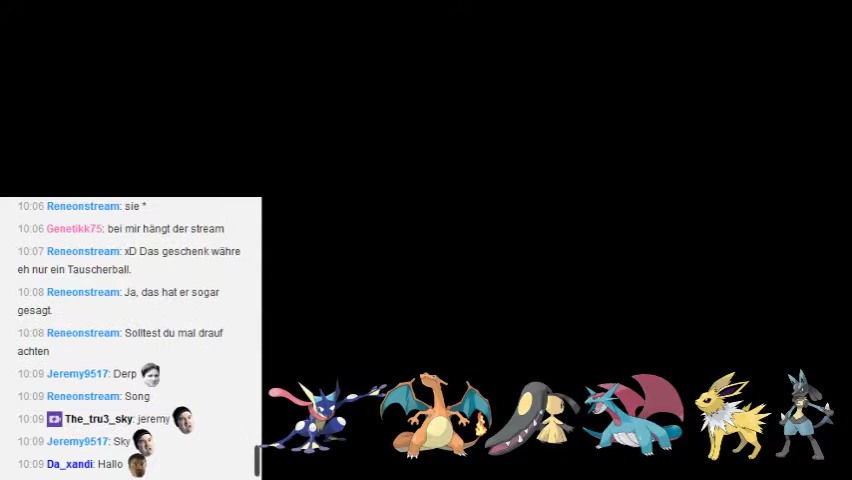 10:06 Reneonstream: sie *
10:06 Genetikk75: bei mir hängt der stream
10:07 Reneonstream: xD Das geschenk währe
eh nur ein Tauscherball.
10:08 Reneonstream: Ja, das hat er sogar
gesagt.
10:08 Reneonstream: Solltest du mal drauf
achten
10:09 Jeremy9517: Derp
10:09 Reneonstream: Song
10:09 The_tru3_sky: jeremy
10:09 Jeremy9517: Sky
10:09 Da_xandi: Hallo